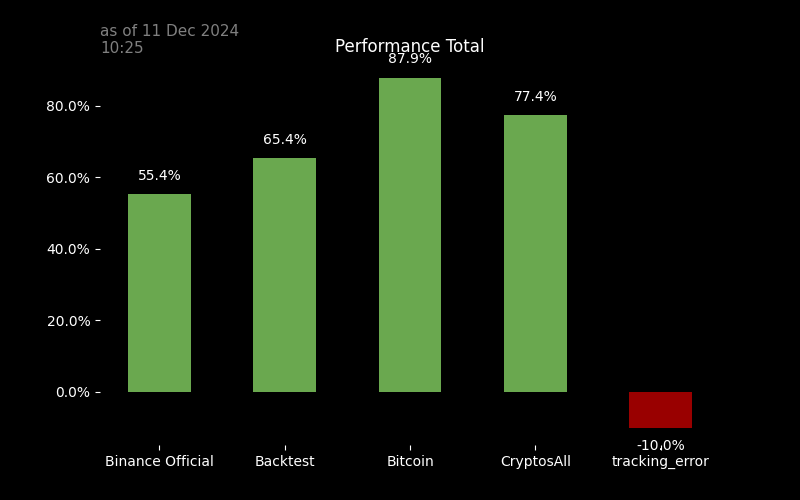 as of 11 Dec 2024
10:25
Performance Total
87.9%
77.4%
65.4%
55.4%
-10.0%
80.0%
60.0%
40.0%
20.0%
0.0%
Binance Official
Backtest
Bitcoin
CryptosAll
tracking_error